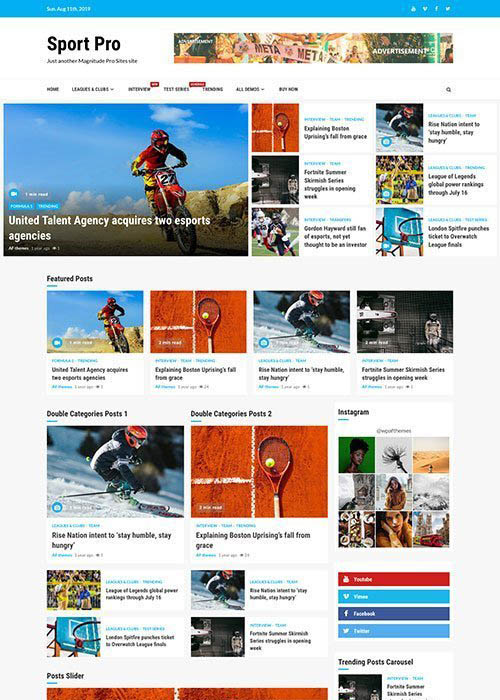 Sun. Aug 11th, 2019
Sport Pro
Just another Magnitude Pro Sites site
ADVERTISEMENT
META META
ADVERTISEMENT
HOME LEAGUES & CLUBS INTERVIEW TEST SERIES TRENDING ALL DEMOS BUY NOW
1 min read
FORMULA 1 TRENDING
United Talent Agency acquires two esports
agencies
AF themes 1 year ago 5
INTERVIEW TEAM TRENDING
Explaining Boston
Uprising's fall from grace
LEAGUES & CLUBS TEAM
Rise Nation intent to
'stay humble, stay
hungry'
INTERVIEW TEAM
Fortnite Summer
Skirmish Series
struggles in opening
week
LEAGUES & CLUBS TRENDING
League of Legends
global power rankings
through July 16
INTERVIEW TRANSFERS
Gordon Hayward still fan
of esports, not yet
thought to be an investor
LEAGUES & CLUBS TEST SERIES
London Spitfire punches
ticket to Overwatch
League finals
Featured Posts
1 min read
FORMULA 1 TRENDING
United Talent Agency acquires
two esports agencies
AF themes 1 year ago 5
2 min read
INTERVIEW TEAM TRENDING
Explaining Boston Uprising's fall
from grace
AF themes 1 year ago 24
1 min read
LEAGUES & CLUBS TEAM
Rise Nation intent to 'stay humble,
stay hungry'
AF themes 1 year ago 5
2 min read
INTERVIEW TEAM
Fortnite Summer Skirmish Series
struggles in opening week
AF themes 1 year ago 6
Double Categories Posts 1
1 min read
LEAGUES & CLUBS TEAM
Rise Nation intent to 'stay humble, stay
hungry'
AF themes 1 year ago 5
LEAGUES & CLUBS TRENDING
League of Legends global power
rankings through July 16
LEAGUES & CLUBS TEST SERIES
London Spitfire punches ticket
to Overwatch League finals
Double Categories Posts 2
2 min read
INTERVIEW TEAM TRENDING
Explaining Boston Uprising's fall from
grace
AF themes 1 year ago 24
LEAGUES & CLUBS TEAM
Rise Nation intent to 'stay
humble, stay hungry'
INTERVIEW TEAM
Fortnite Summer Skirmish
Series struggles in opening
week
Instagram
@wpafthemes
Youtube
Vimeo
Facebook
Twitter
Posts Slider
Trending Posts Carousel